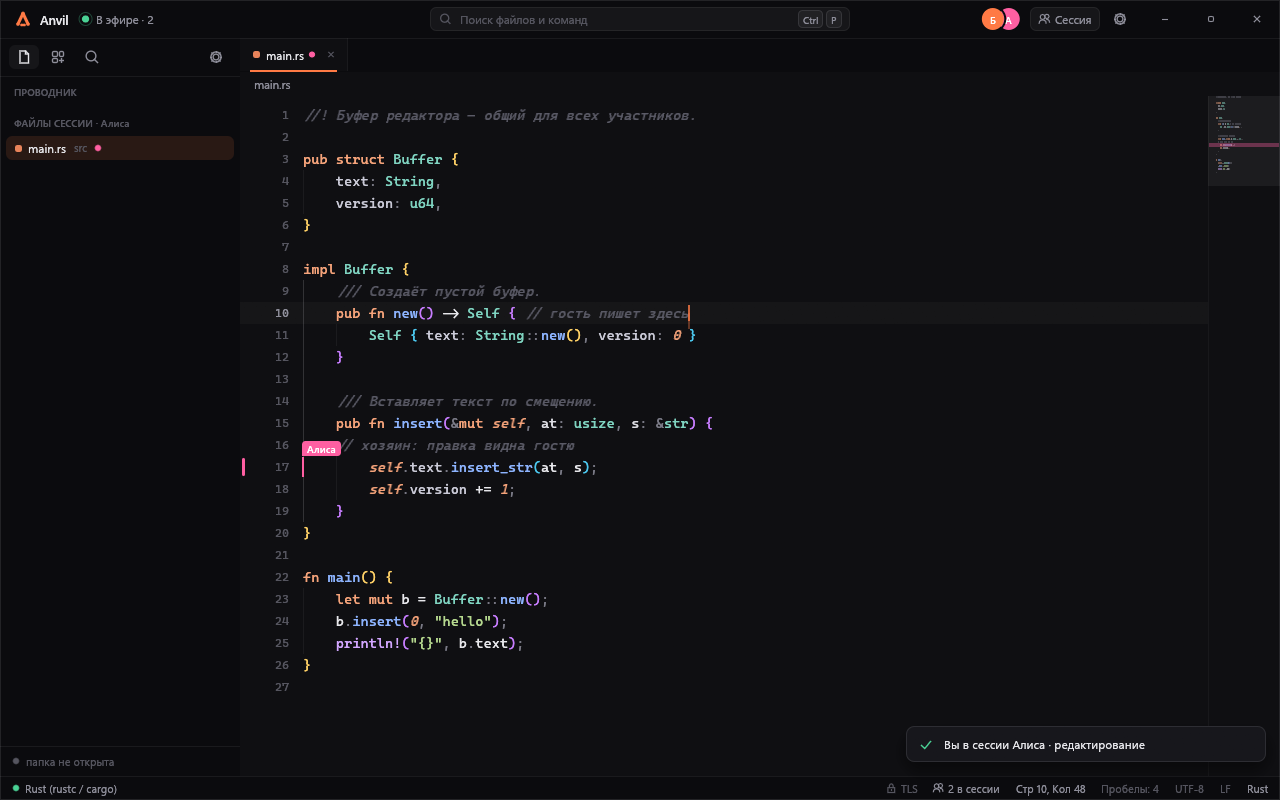 Anvil В эфире · 2 Поиск файлов и команд Ctrl P Б А Сессия
main.rs
ПРОВОДНИК
main.rs
ФАЙЛЫ СЕССИИ · Алиса
main.rs src
1 //! Буфер редактора — общий для всех участников.
2
3 pub struct Buffer {
4 text: String,
5 version: u64,
6 }
7
8 impl Buffer {
9 /// Создаёт пустой буфер.
10 pub fn new() -> Self { // гость пишет здесь
11 Self { text: String::new(), version: 0 }
12 }
13
14 /// Вставляет текст по смещению.
15 pub fn insert(&mut self, at: usize, s: &str) {
16 // хозяин: правка видна гостю
Алиса
17 self.text.insert_str(at, s);
18 self.version += 1;
19 }
20 }
21
22 fn main() {
23 let mut b = Buffer::new();
24 b.insert(0, "hello");
25 println!("{}", b.text);
26 }
27
Вы в сессии Алиса · редактирование
папка не открыта
Rust (rustc / cargo) TLS 2 в сессии Стр 10, Кол 48 Пробелы: 4 UTF-8 LF Rust